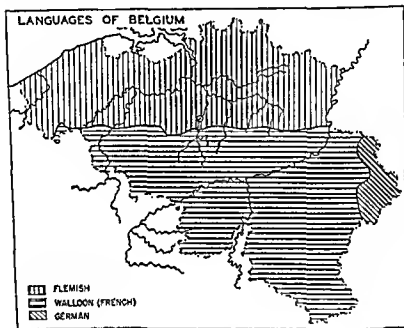 LANGUAGES OF BELGIUM
FLEMISH
WALLOON (FRENCH)
GERMAN